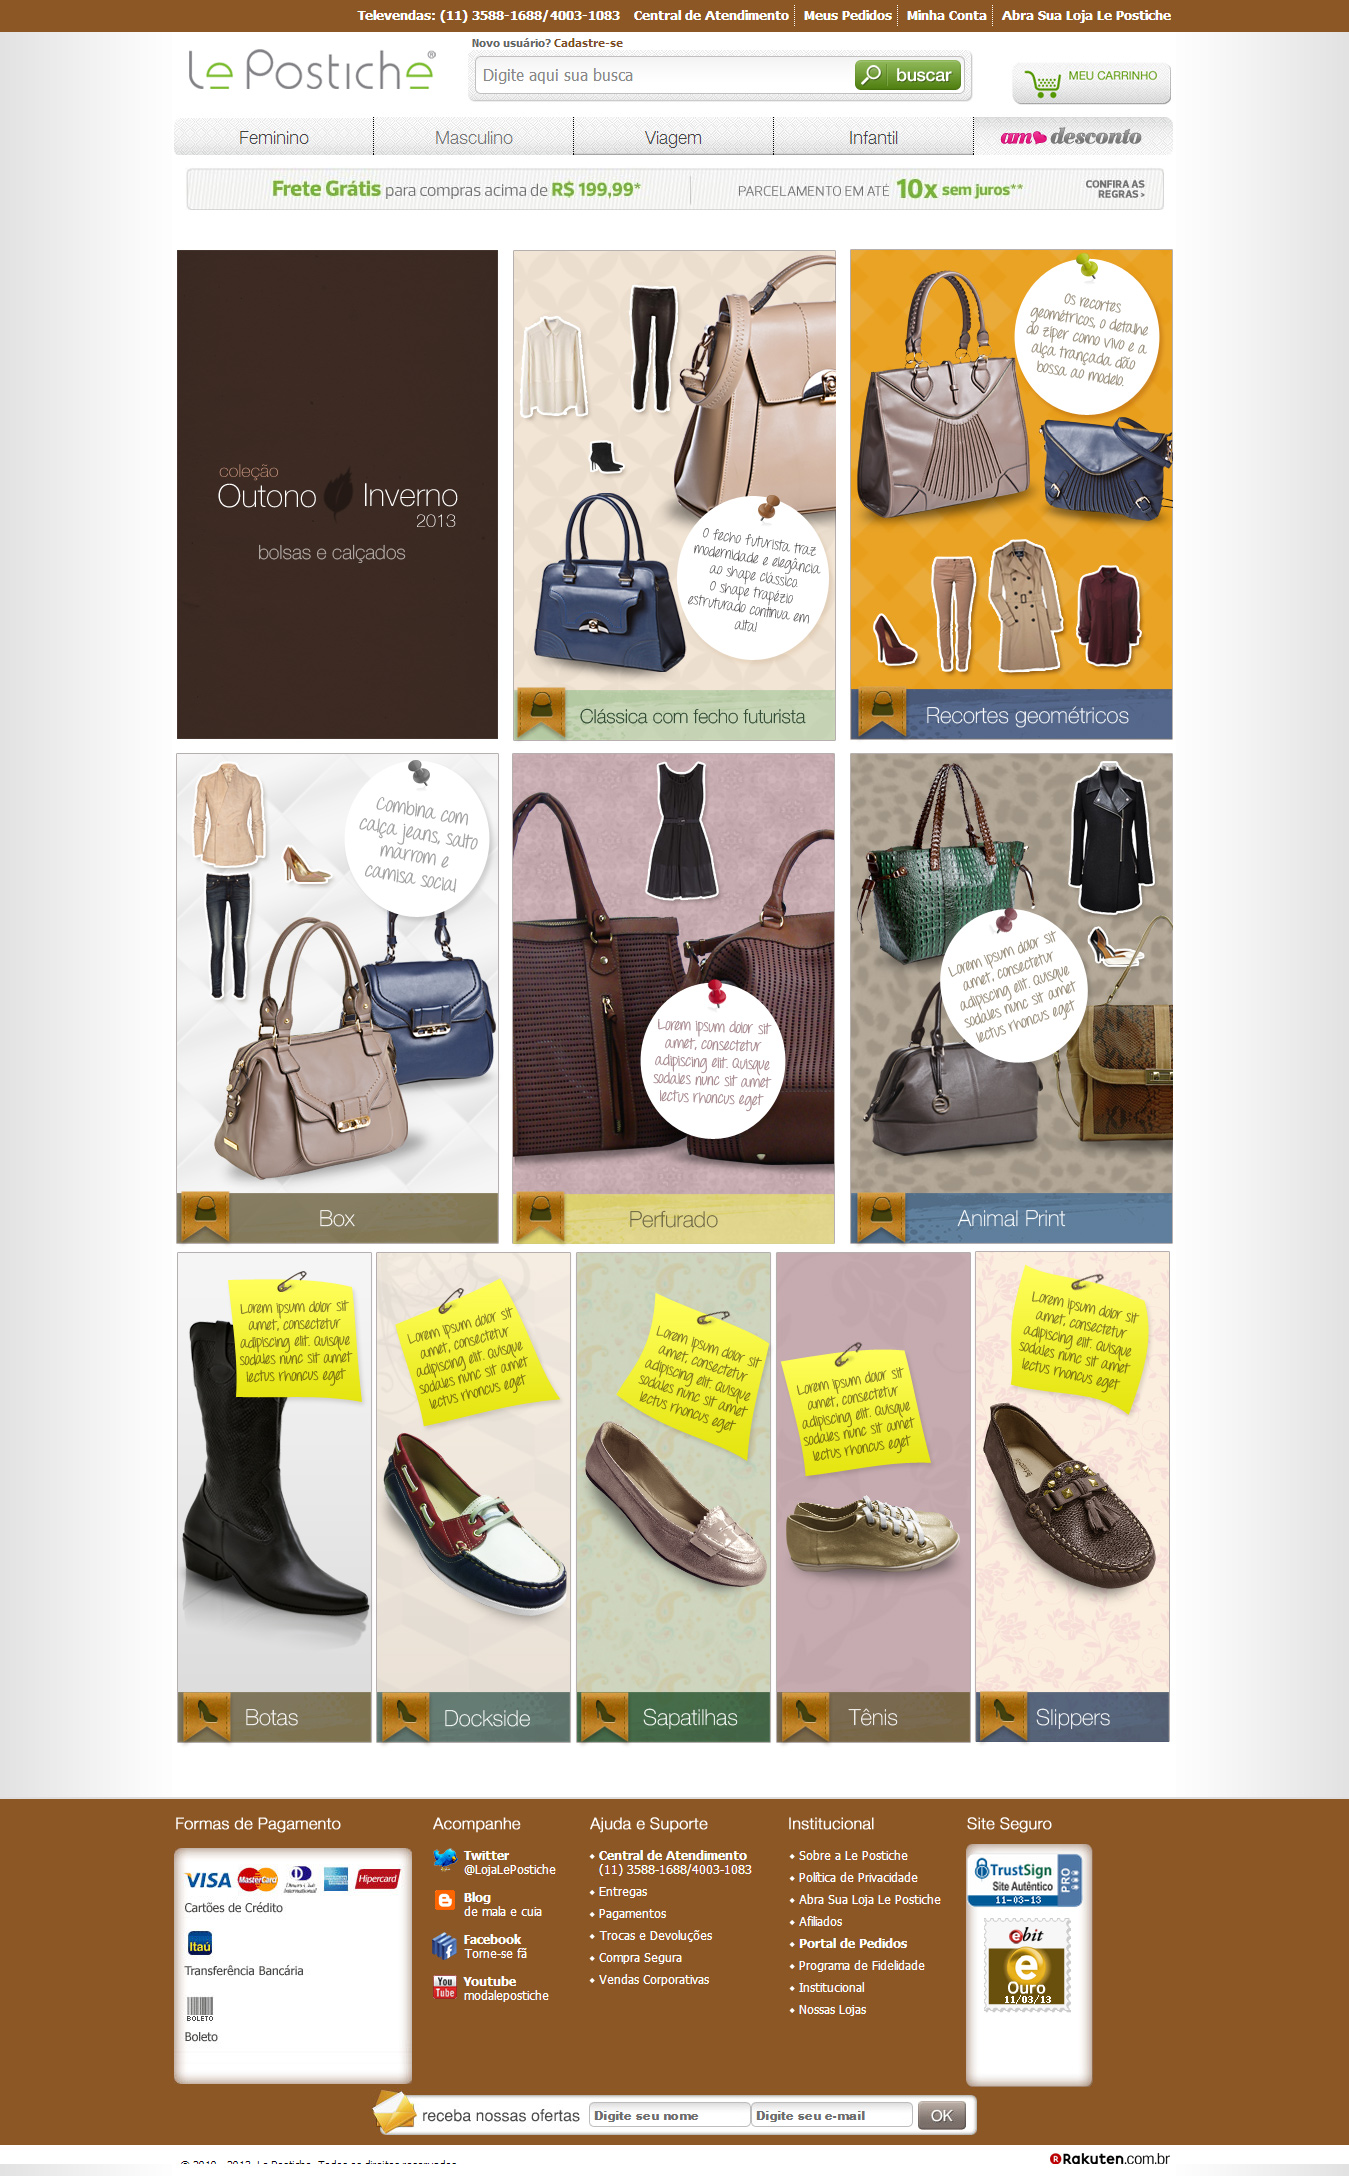 Televendas: (11) 3588-1688/4003-1083 Central de Atendimento Meus Pedidos Minha Conta Abra Sua Loja Le Postiche
Le Postiche®
Novo usuário? Cadastre-se
Digite aqui sua busca
buscar
MEU CARRINHO
Feminino Masculino Viagem Infantil am desconto
Frete Grátis para compras acima de R$ 199,99*
PARCELAMENTO EM ATÉ 10x sem juros**
CONFIRA AS
REGRAS >
coleção
Outono Inverno
2013
bolsas e calçados
O fecho futurista traz
modernidade e elegância
ao shape clássico.
O shape trapézio
estruturado continua em
alta!
Clássica com fecho futurista
Os recortes
geométricos, o detalhe
do zíper como vivo e a
alça trançada dão
bossa ao modelo.
Recortes geométricos
Combina com
calça jeans, salto
marrom e
camisa social
Box
Lorem ipsum dolor sit
amet, consectetur
adipiscing elit. Quisque
sodales nunc sit amet
lectus rhoncus eget
Perfurado
Lorem ipsum dolor sit
amet, consectetur
adipiscing elit. Quisque
sodales nunc sit amet
lectus rhoncus eget
Animal Print
Lorem ipsum dolor sit
amet, consectetur
adipiscing elit. Quisque
sodales nunc sit amet
lectus rhoncus eget
Botas
Lorem ipsum dolor sit
amet, consectetur
adipiscing elit. Quisque
sodales nunc sit amet
lectus rhoncus eget
Dockside
Lorem ipsum dolor sit
amet, consectetur
adipiscing elit. Quisque
sodales nunc sit amet
lectus rhoncus eget
Sapatilhas
Lorem ipsum dolor sit
amet, consectetur
adipiscing elit. Quisque
sodales nunc sit amet
lectus rhoncus eget
Tênis
Lorem ipsum dolor sit
amet, consectetur
adipiscing elit. Quisque
sodales nunc sit amet
lectus rhoncus eget
Slippers
Formas de Pagamento
VISA MasterCard Diners Club International Hipercard
Cartões de Crédito
Itaú
Transferência Bancária
BOLETO
Boleto
Acompanhe
Twitter
@LojaLePostiche
Blog
de mala e cuia
Facebook
Torne-se fã
You Tube
Youtube
modalepostiche
Ajuda e Suporte
Central de Atendimento
(11) 3588-1688/4003-1083
Entregas
Pagamentos
Trocas e Devoluções
Compra Segura
Vendas Corporativas
Institucional
Sobre a Le Postiche
Política de Privacidade
Abra Sua Loja Le Postiche
Afiliados
Portal de Pedidos
Programa de Fidelidade
Institucional
Nossas Lojas
Site Seguro
TrustSign
Site Autêntico
11-03-13
PRO
ebit
e
Ouro
11/03/13
receba nossas ofertas
Digite seu nome
Digite seu e-mail
OK
© 2010 - 2013. Le Postiche. Todos os direitos reservados.
Rakuten.com.br